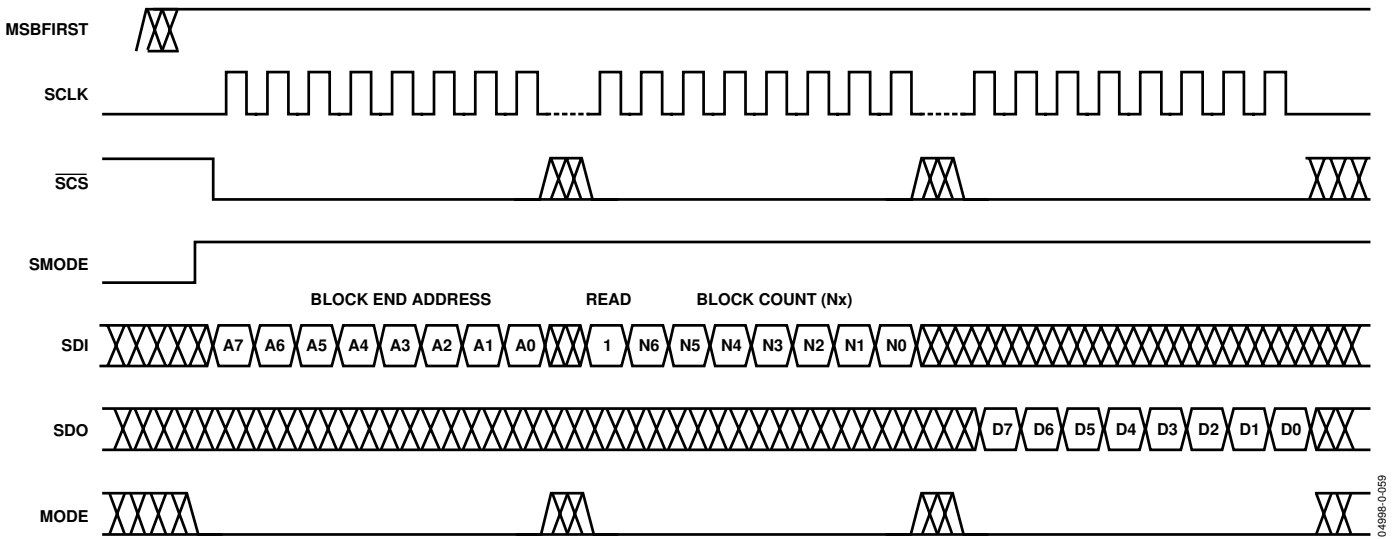 MSBFIRST
SCLK
SCS
SMODE
BLOCK END ADDRESS READ BLOCK COUNT (Nx)
SDI A7 A6 A5 A4 A3 A2 A1 A0 1 N6 N5 N4 N3 N2 N1 N0
SDO D7 D6 D5 D4 D3 D2 D1 D0
MODE
04998-0-059